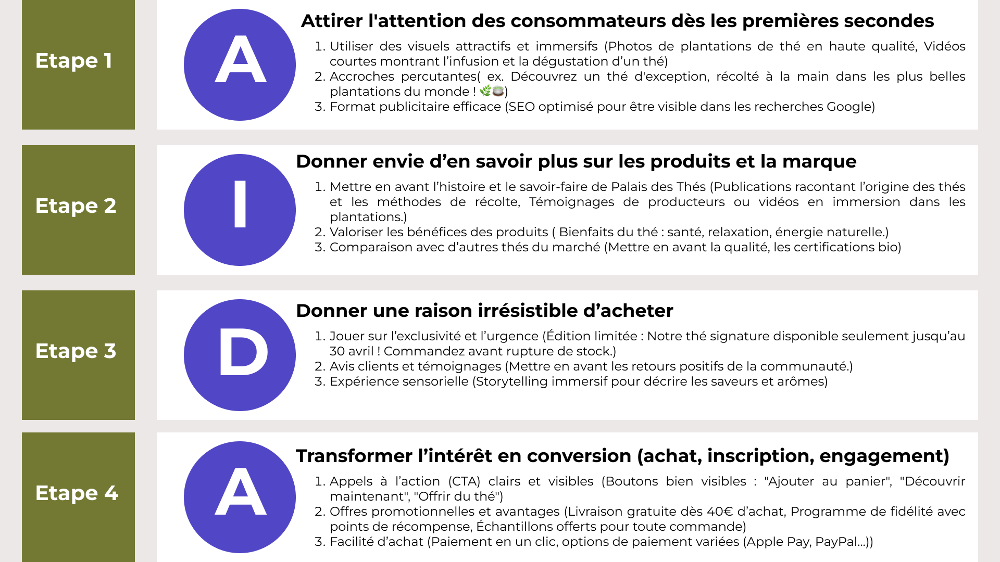 Etape 1
A
Attirer l'attention des consommateurs dès les premières secondes
1. Utiliser des visuels attractifs et immersifs (Photos de plantations de thé en haute qualité, Vidéos
courtes montrant l’infusion et la dégustation d’un thé)
2. Accroches percutantes( ex. Découvrez un thé d'exception, récolté à la main dans les plus belles
plantations du monde ! 🌿🍵)
3. Format publicitaire efficace (SEO optimisé pour être visible dans les recherches Google)
Etape 2
I
Donner envie d’en savoir plus sur les produits et la marque
1. Mettre en avant l’histoire et le savoir-faire de Palais des Thés (Publications racontant l’origine des thés
et les méthodes de récolte, Témoignages de producteurs ou vidéos en immersion dans les
plantations.)
2. Valoriser les bénéfices des produits ( Bienfaits du thé : santé, relaxation, énergie naturelle.)
3. Comparaison avec d’autres thés du marché (Mettre en avant la qualité, les certifications bio)
Etape 3
D
Donner une raison irrésistible d’acheter
1. Jouer sur l’exclusivité et l’urgence (Édition limitée : Notre thé signature disponible seulement jusqu’au
30 avril ! Commandez avant rupture de stock.)
2. Avis clients et témoignages (Mettre en avant les retours positifs de la communauté.)
3. Expérience sensorielle (Storytelling immersif pour décrire les saveurs et arômes)
Etape 4
A
Transformer l’intérêt en conversion (achat, inscription, engagement)
1. Appels à l’action (CTA) clairs et visibles (Boutons bien visibles : "Ajouter au panier", "Découvrir
maintenant", "Offrir du thé")
2. Offres promotionnelles et avantages (Livraison gratuite dès 40€ d’achat, Programme de fidélité avec
points de récompense, Échantillons offerts pour toute commande)
3. Facilité d’achat (Paiement en un clic, options de paiement variées (Apple Pay, PayPal...))